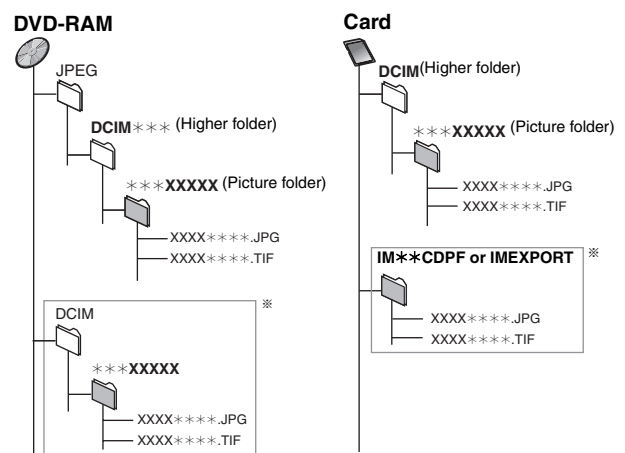 DVD-RAM
JPEG
DCIM∗∗∗ (Higher folder)
∗∗∗XXXXX (Picture folder)
XXXX∗∗∗∗.JPG
XXXX∗∗∗∗.TIF
※
DCIM
∗∗∗XXXXX
XXXX∗∗∗∗.JPG
XXXX∗∗∗∗.TIF
Card
DCIM(Higher folder)
∗∗∗XXXXX (Picture folder)
XXXX∗∗∗∗.JPG
XXXX∗∗∗∗.TIF
IM∗∗CDPF or IMEXPORT ※
XXXX∗∗∗∗.JPG
XXXX∗∗∗∗.TIF